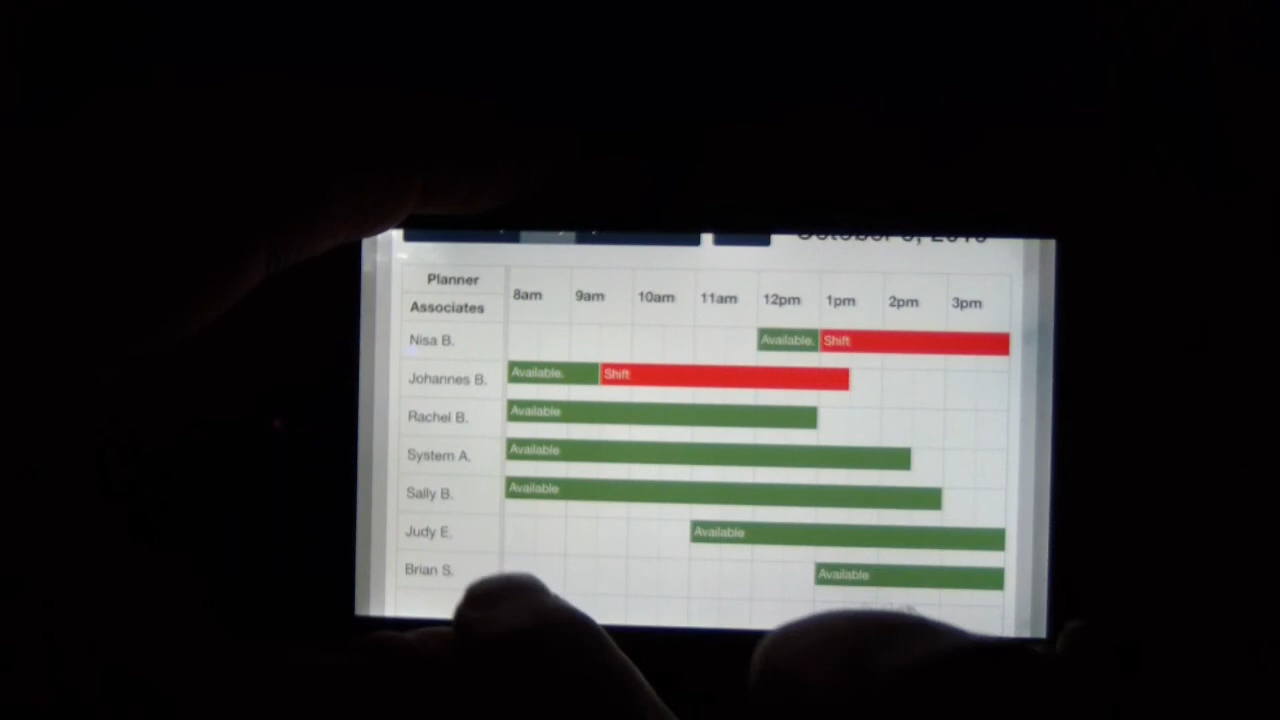 Planner
8am 9am 10am 11am 12pm 1pm 2pm 3pm
Associates
Nisa B. Available. Shift
Johannes B. Available. Shift
Rachel B. Available
System A. Available
Sally B. Available
Judy E. Available
Brian S. Available